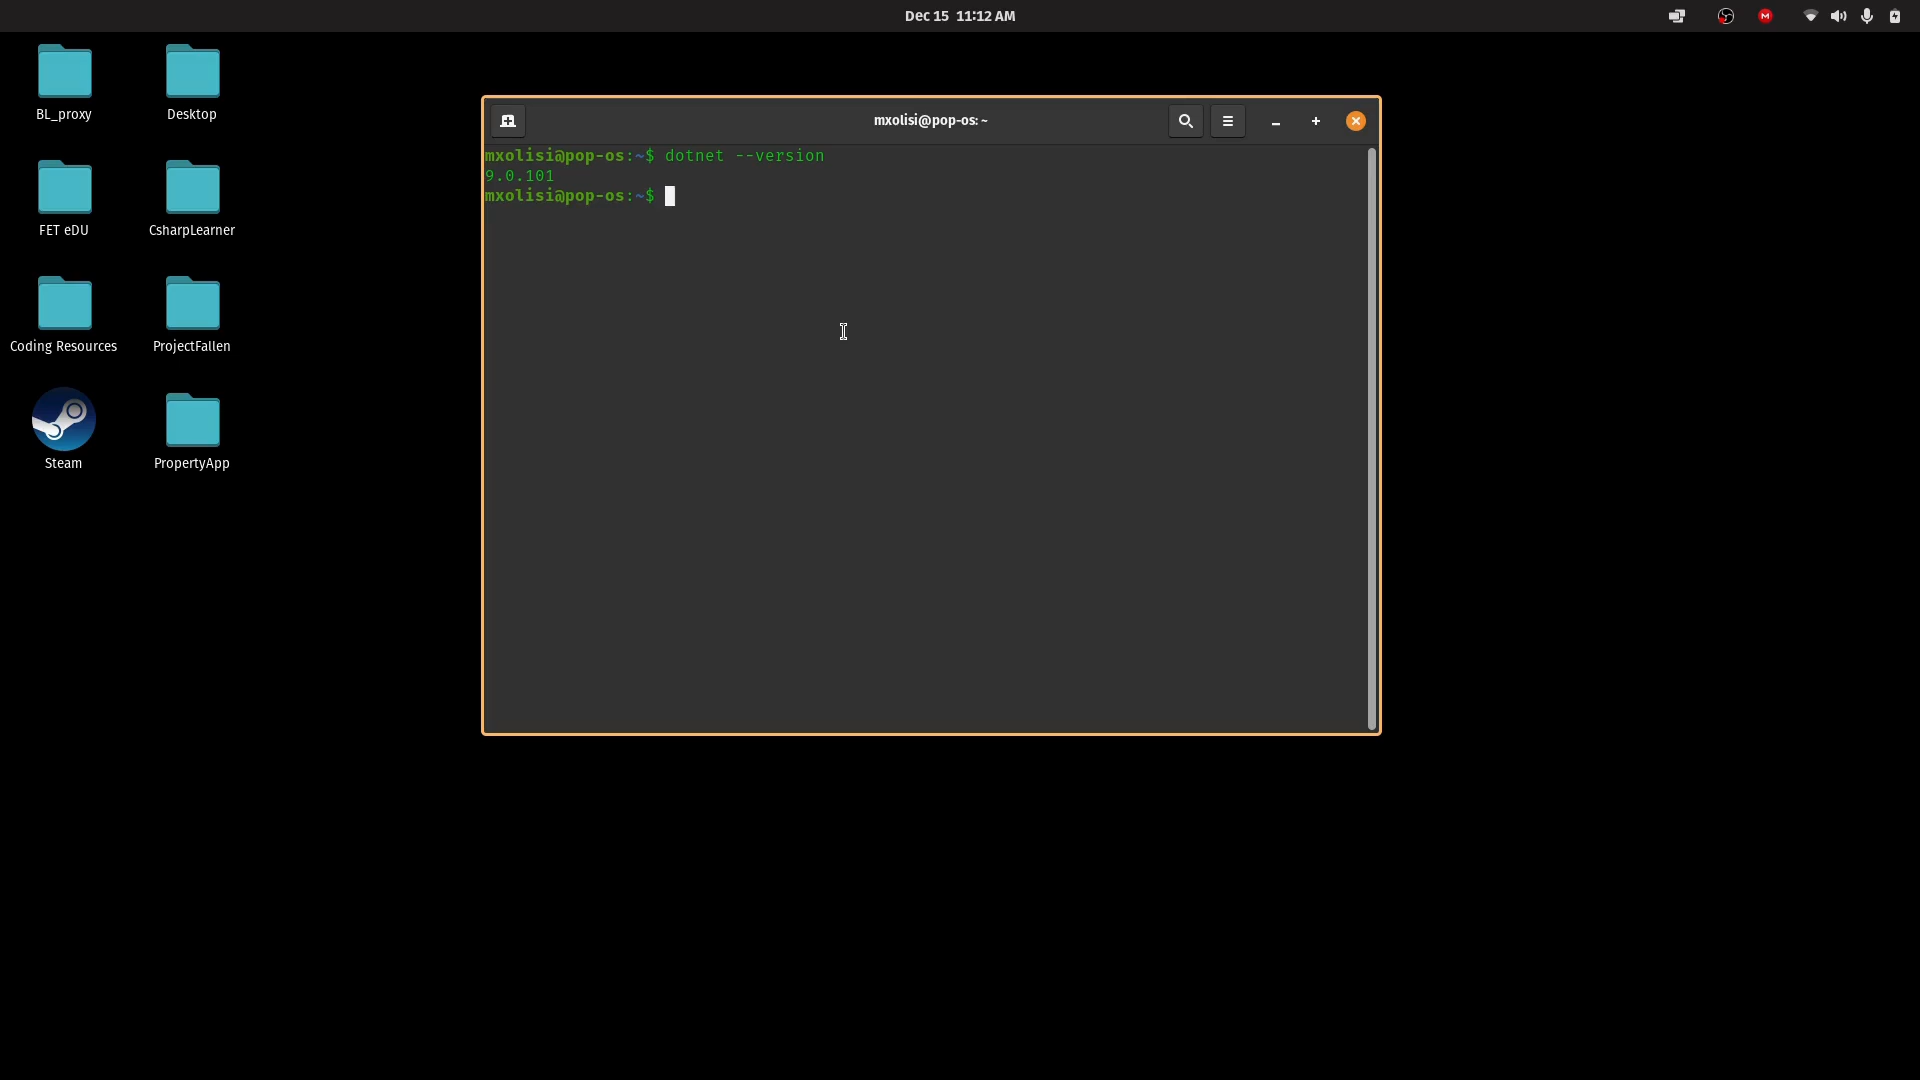 Dec 15 11:12 AM
BL_proxy
Desktop
FET eDU
CsharpLearner
Coding Resources
ProjectFallen
Steam
PropertyApp
mxolisi@pop-os: ~
mxolisi@pop-os:~$ dotnet --version
9.0.101
mxolisi@pop-os:~$